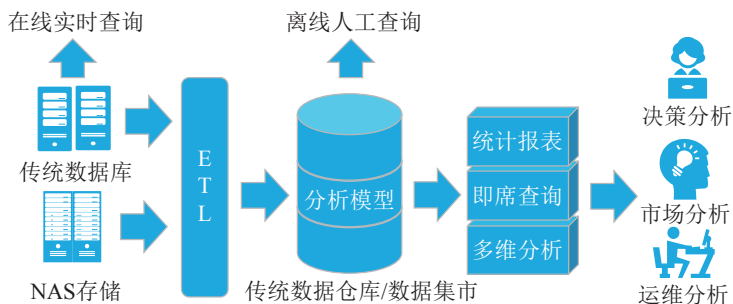 在线实时查询
离线人工查询
传统数据库
NAS存储
ETL
分析模型
传统数据仓库/数据集市
统计报表
即席查询
多维分析
决策分析
市场分析
运维分析